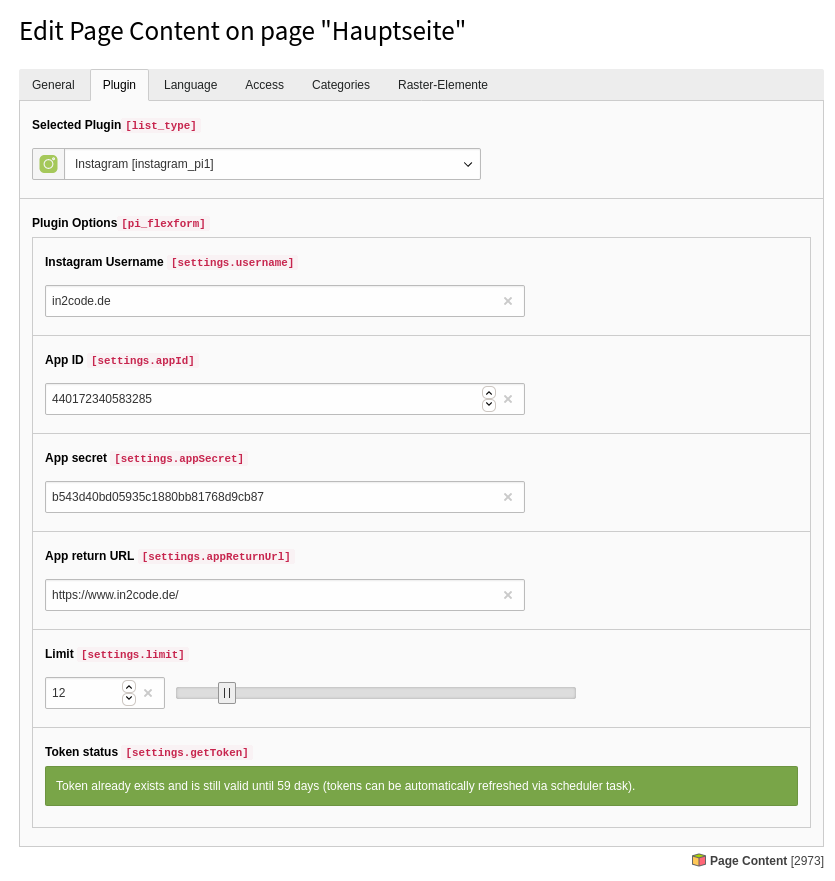 Edit Page Content on page "Hauptseite"
General Plugin Language Access Categories Raster-Elemente
Selected Plugin [list_type]
Instagram [instagram_pi1]
Plugin Options [pi_flexform]
Instagram Username [settings.username]
in2code.de
App ID [settings.appId]
440172340583285
App secret [settings.appSecret]
b543d40bd05935c1880bb81768d9cb87
App return URL [settings.appReturnUrl]
https://www.in2code.de/
Limit [settings.limit]
12
Token status [settings.getToken]
Token already exists and is still valid until 59 days (tokens can be automatically refreshed via scheduler task).
Page Content [2973]